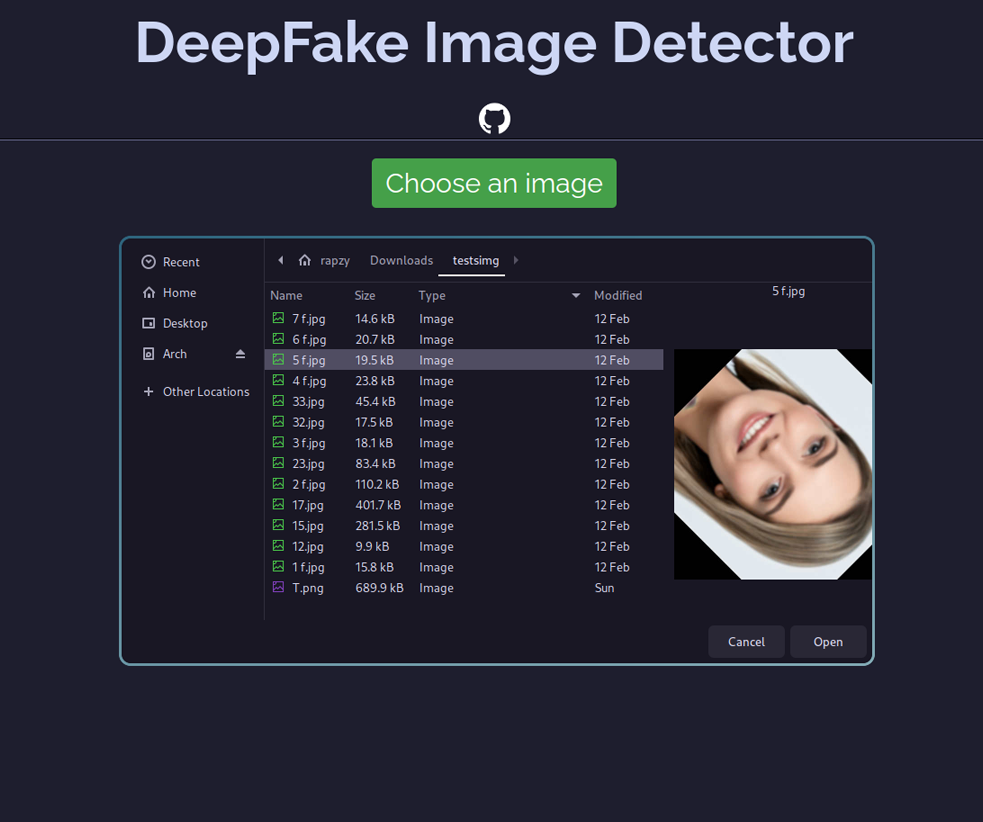 DeepFake Image Detector
Choose an image
Recent
Home
Desktop
Arch
Other Locations
rapzy Downloads testsimg
Name Size Type Modified
7 f.jpg 14.6 kB Image 12 Feb
6 f.jpg 20.7 kB Image 12 Feb
5 f.jpg 19.5 kB Image 12 Feb
4 f.jpg 23.8 kB Image 12 Feb
33.jpg 45.4 kB Image 12 Feb
32.jpg 17.5 kB Image 12 Feb
3 f.jpg 18.1 kB Image 12 Feb
23.jpg 83.4 kB Image 12 Feb
2 f.jpg 110.2 kB Image 12 Feb
17.jpg 401.7 kB Image 12 Feb
15.jpg 281.5 kB Image 12 Feb
12.jpg 9.9 kB Image 12 Feb
1 f.jpg 15.8 kB Image 12 Feb
T.png 689.9 kB Image Sun
5 f.jpg
Cancel Open